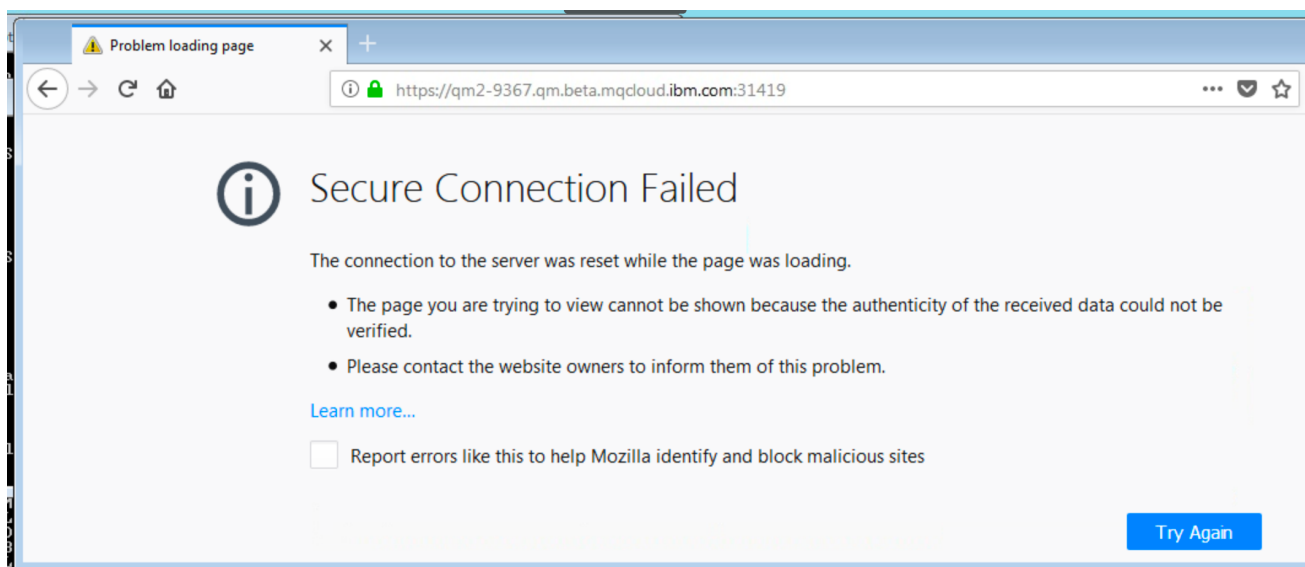 Problem loading page
https://qm2-9367.qm.beta.mqcloud.ibm.com:31419
Secure Connection Failed
The connection to the server was reset while the page was loading.
• The page you are trying to view cannot be shown because the authenticity of the received data could not be
verified.
• Please contact the website owners to inform them of this problem.
Learn more...
Report errors like this to help Mozilla identify and block malicious sites
Try Again